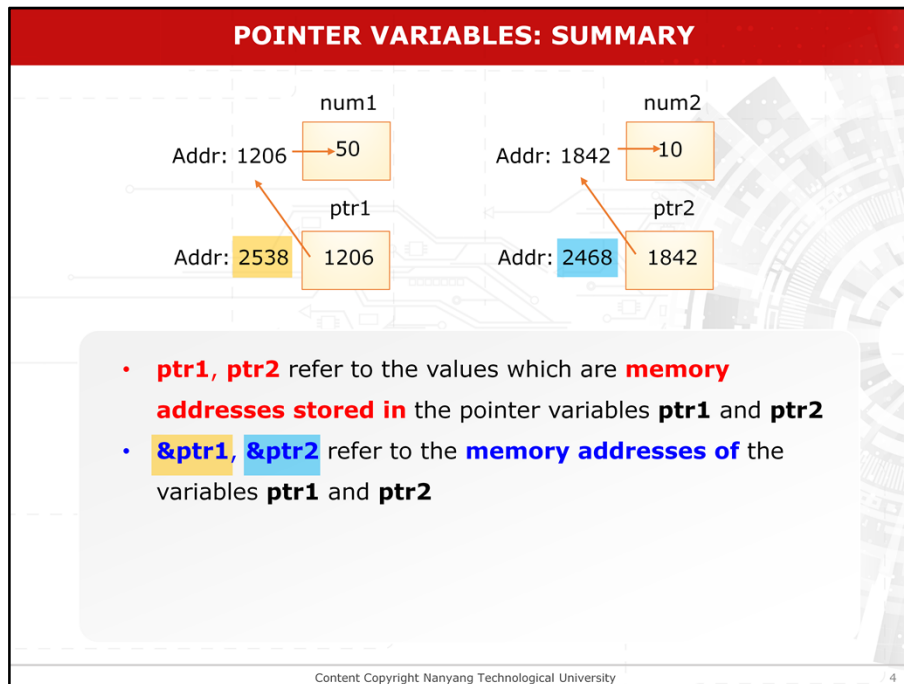 POINTER VARIABLES: SUMMARY
num1
num2
Addr: 1206
50
Addr: 1842
10
ptr1
ptr2
Addr: 2538
1206
Addr: 2468
1842
• ptr1, ptr2 refer to the values which are memory
addresses stored in the pointer variables ptr1 and ptr2
• &ptr1, &ptr2 refer to the memory addresses of the
variables ptr1 and ptr2
Content Copyright Nanyang Technological University
4